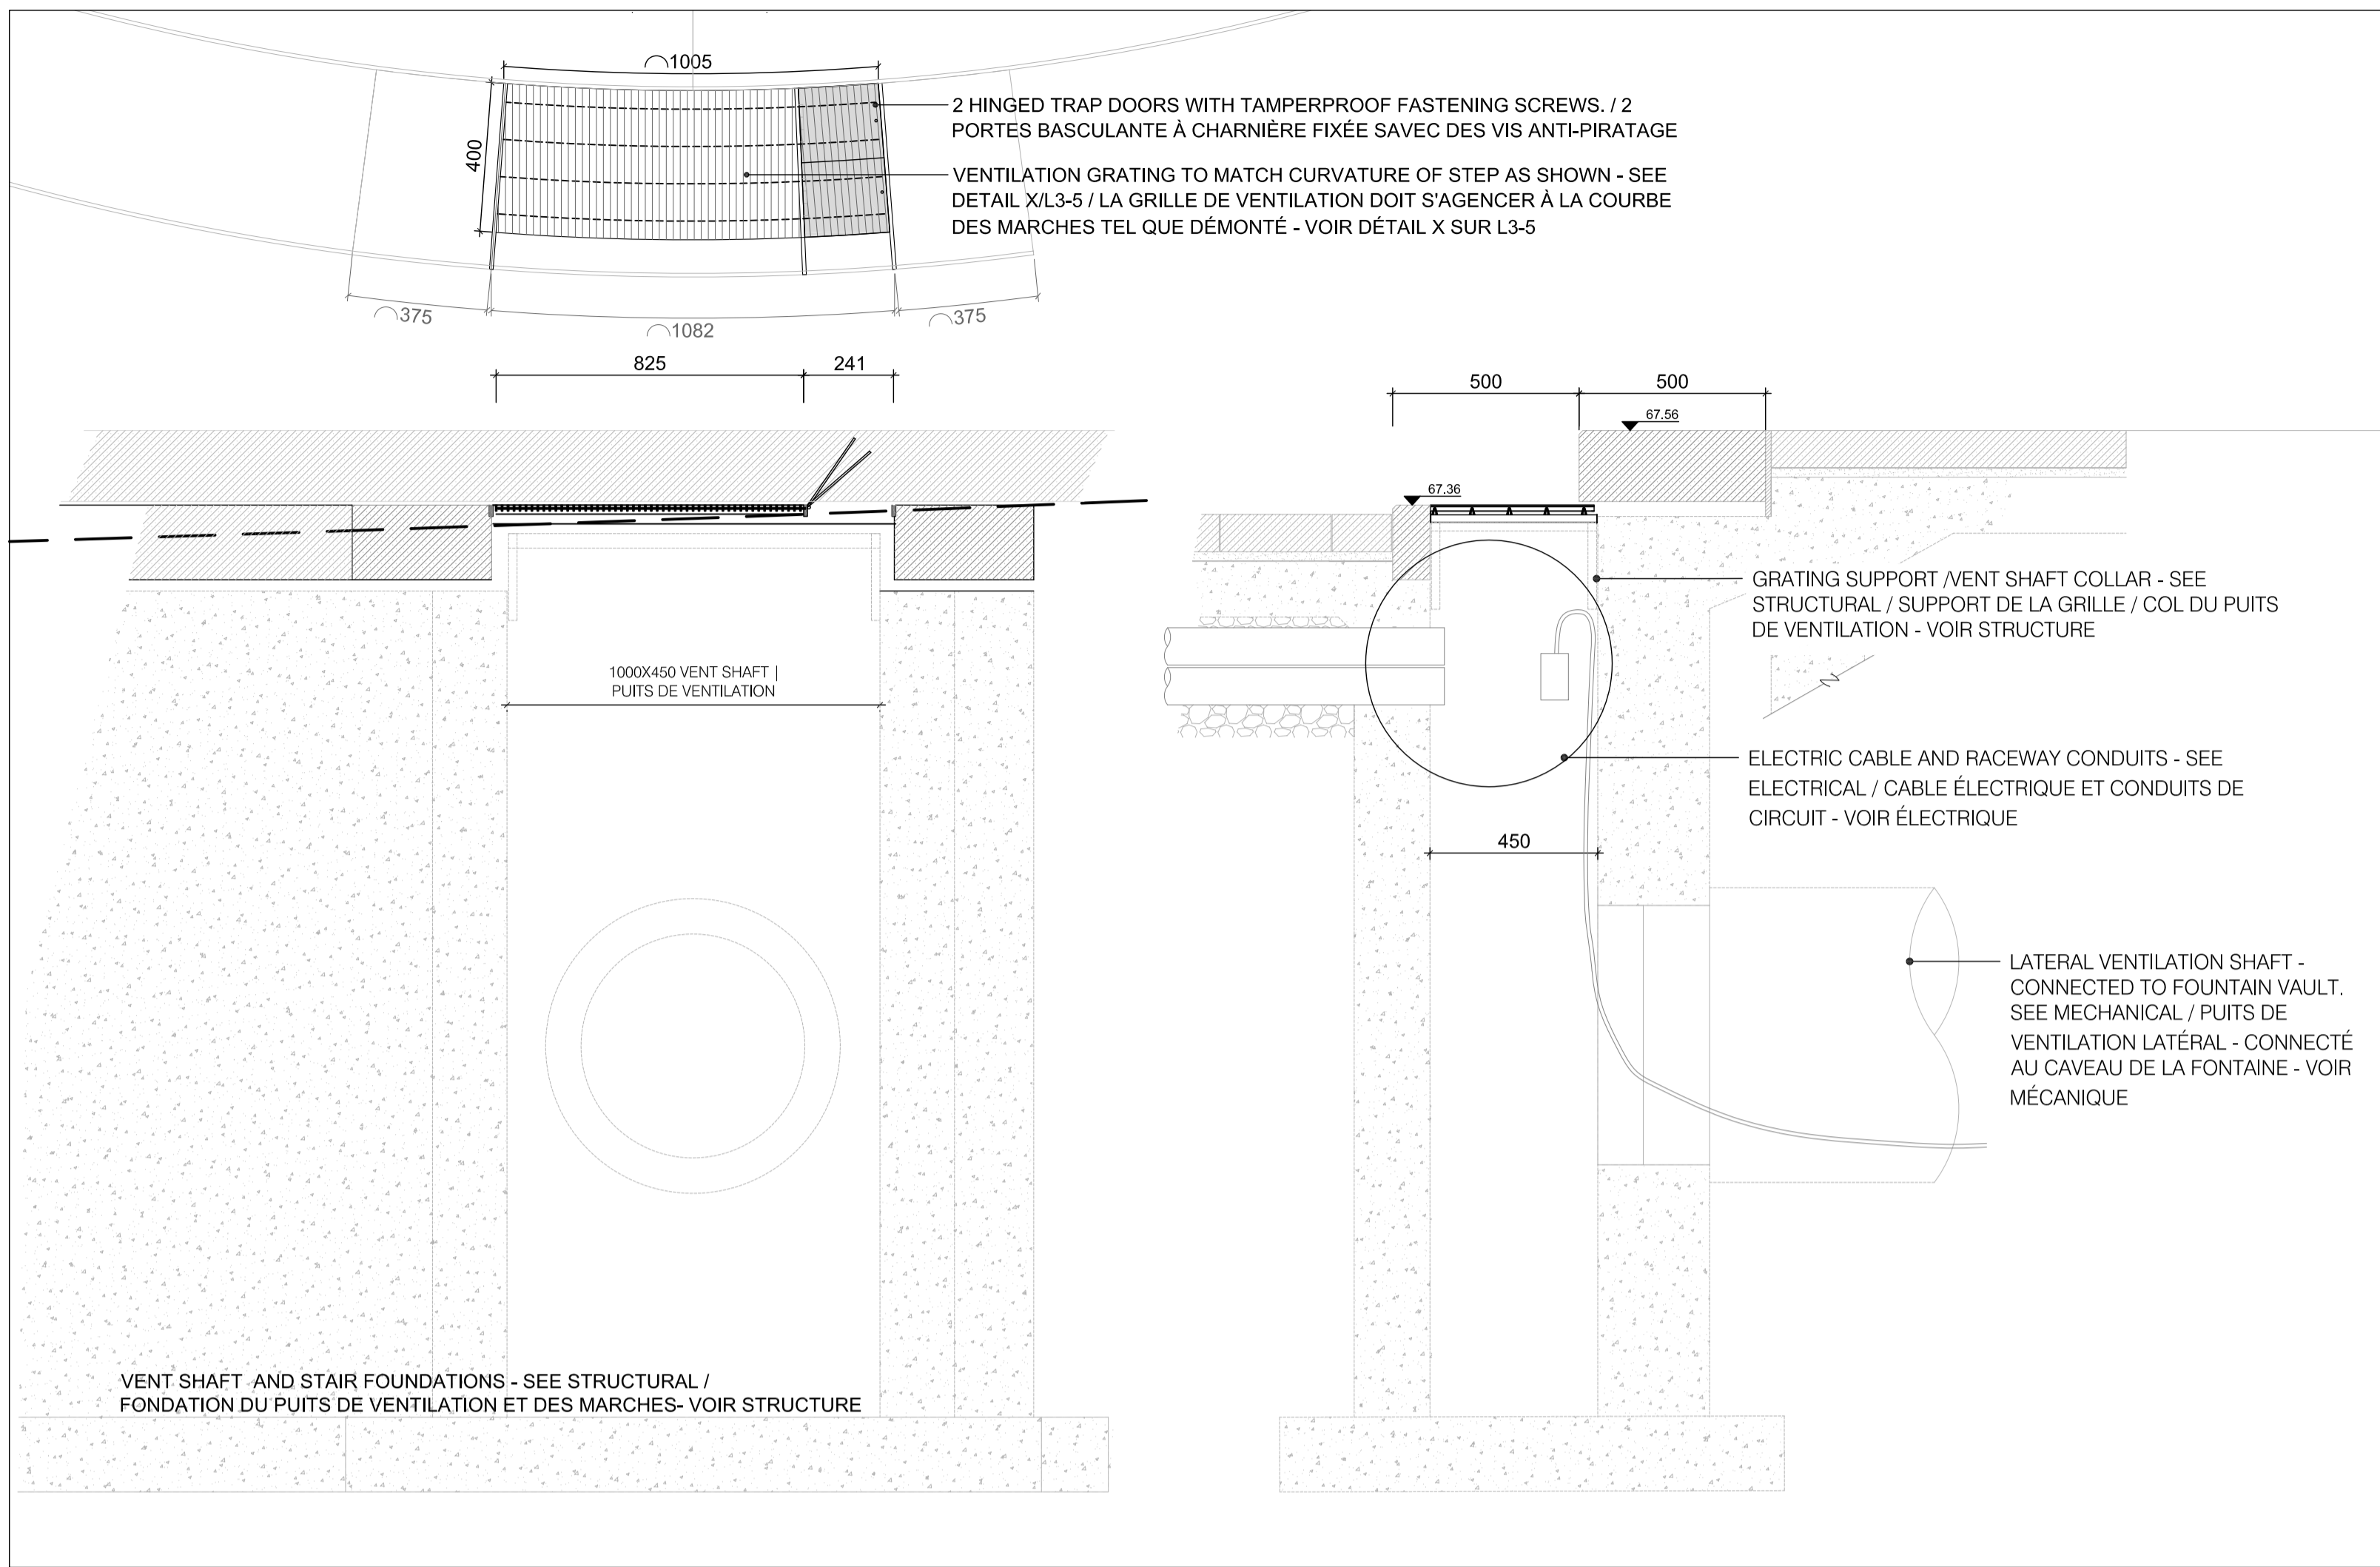 ⌒1005
2 HINGED TRAP DOORS WITH TAMPERPROOF FASTENING SCREWS. / 2
PORTES BASCULANTE À CHARNIÈRE FIXÉE SAVEC DES VIS ANTI-PIRATAGE
400
VENTILATION GRATING TO MATCH CURVATURE OF STEP AS SHOWN - SEE
DETAIL X/L3-5 / LA GRILLE DE VENTILATION DOIT S'AGENCER À LA COURBE
DES MARCHES TEL QUE DÉMONTÉ - VOIR DÉTAIL X SUR L3-5
⌒375
⌒1082
⌒375
825
241
500
500
67.56
67.36
GRATING SUPPORT /VENT SHAFT COLLAR - SEE
STRUCTURAL / SUPPORT DE LA GRILLE / COL DU PUITS
DE VENTILATION - VOIR STRUCTURE
1000X450 VENT SHAFT |
PUITS DE VENTILATION
ELECTRIC CABLE AND RACEWAY CONDUITS - SEE
ELECTRICAL / CABLE ÉLECTRIQUE ET CONDUITS DE
CIRCUIT - VOIR ÉLECTRIQUE
450
LATERAL VENTILATION SHAFT -
CONNECTED TO FOUNTAIN VAULT.
SEE MECHANICAL / PUITS DE
VENTILATION LATÉRAL - CONNECTÉ
AU CAVEAU DE LA FONTAINE - VOIR
MÉCANIQUE
VENT SHAFT AND STAIR FOUNDATIONS - SEE STRUCTURAL /
FONDATION DU PUITS DE VENTILATION ET DES MARCHES- VOIR STRUCTURE